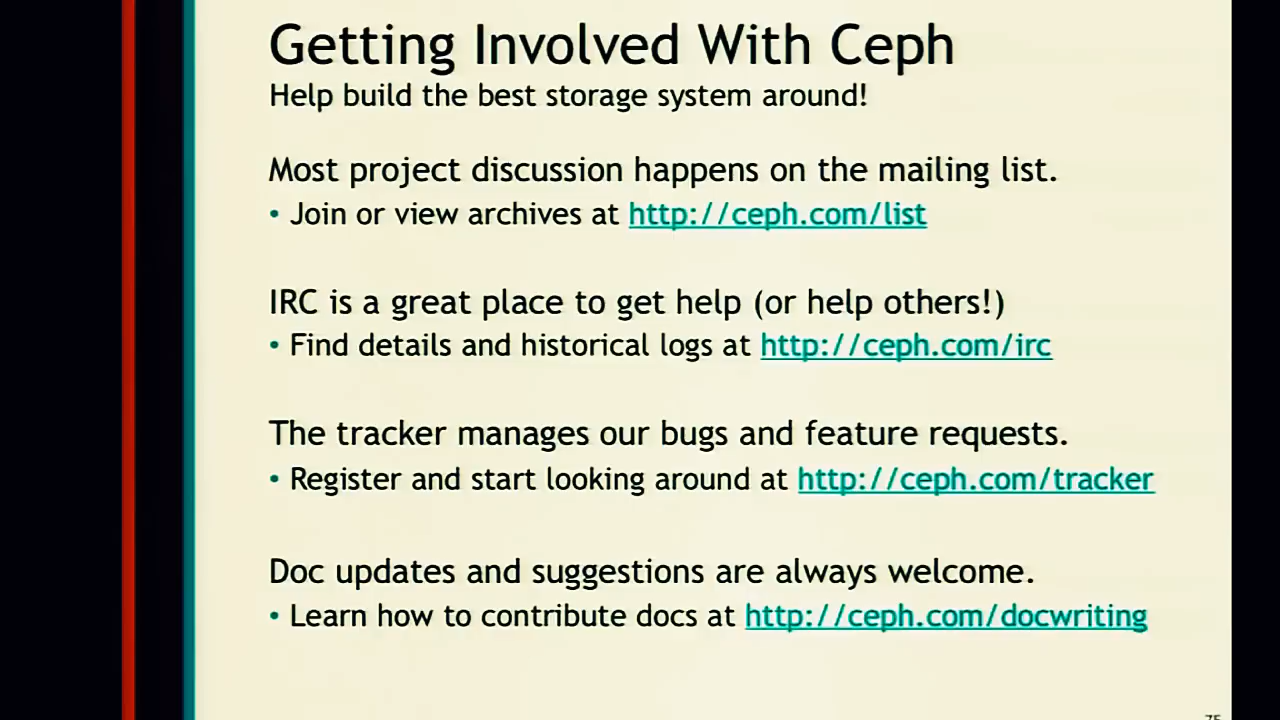 Getting Involved With Ceph
Help build the best storage system around!
Most project discussion happens on the mailing list.
• Join or view archives at http://ceph.com/list
IRC is a great place to get help (or help others!)
• Find details and historical logs at http://ceph.com/irc
The tracker manages our bugs and feature requests.
• Register and start looking around at http://ceph.com/tracker
Doc updates and suggestions are always welcome.
• Learn how to contribute docs at http://ceph.com/docwriting